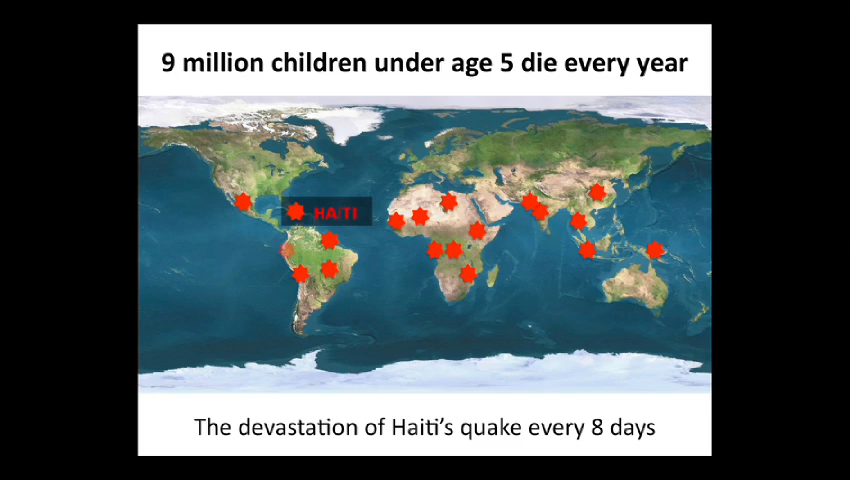 9 million children under age 5 die every year
HAITI
The devastation of Haiti's quake every 8 days